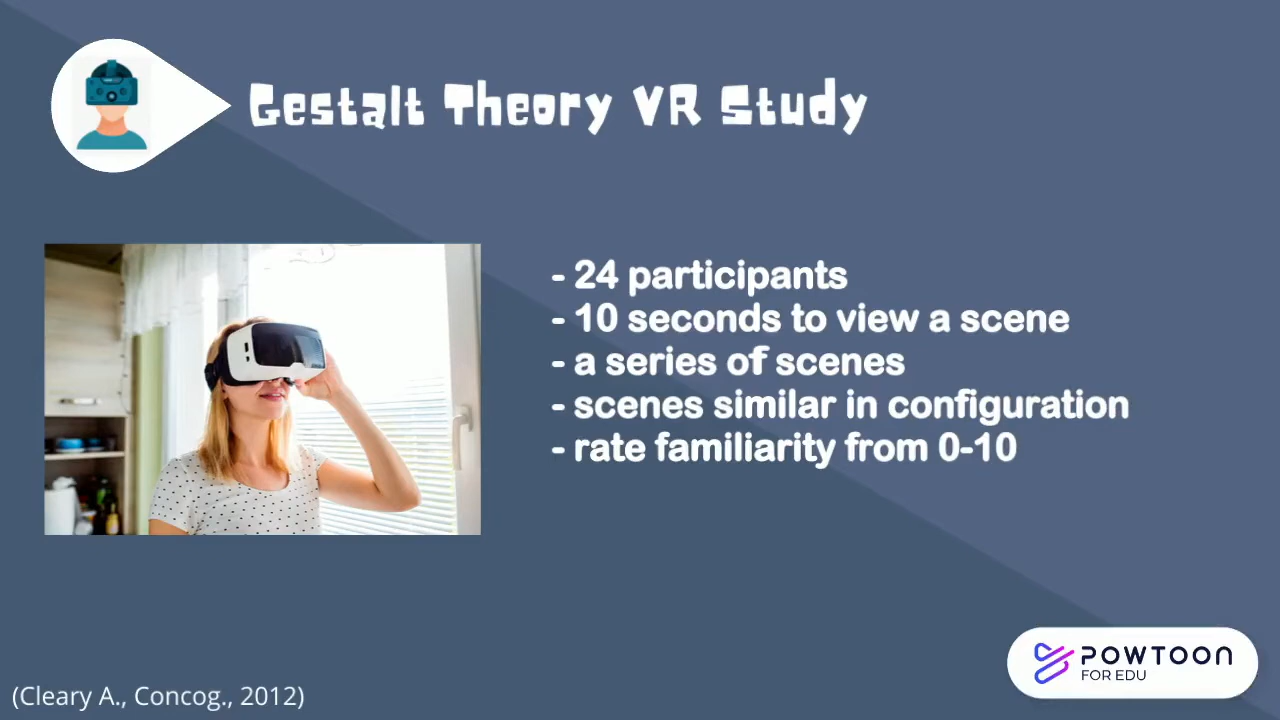 Gestalt Theory VR Study
- 24 participants
- 10 seconds to view a scene
- a series of scenes
- scenes similar in configuration
- rate familiarity from 0-10
POWTOON
FOR EDU
(Cleary A., Concog., 2012)